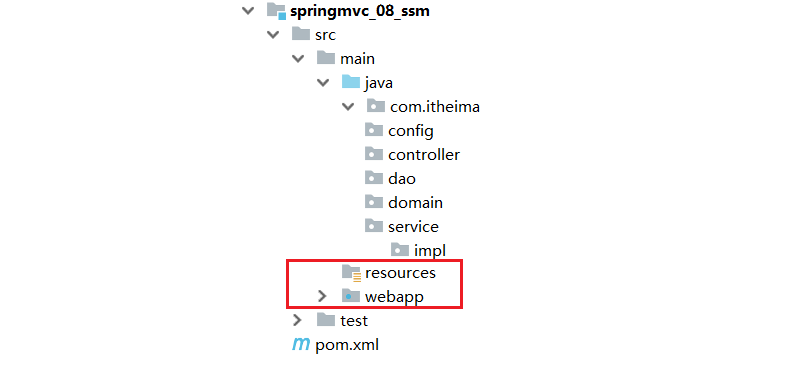 springmvc_08_ssm
src
main
java
com.itheima
config
controller
dao
domain
service
impl
resources
webapp
test
pom.xml